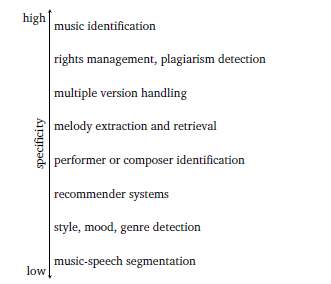 high
music identification
rights management, plagiarism detection
multiple version handling
melody extraction and retrieval
specificity
performer or composer identification
recommender systems
style, mood, genre detection
music-speech segmentation
low